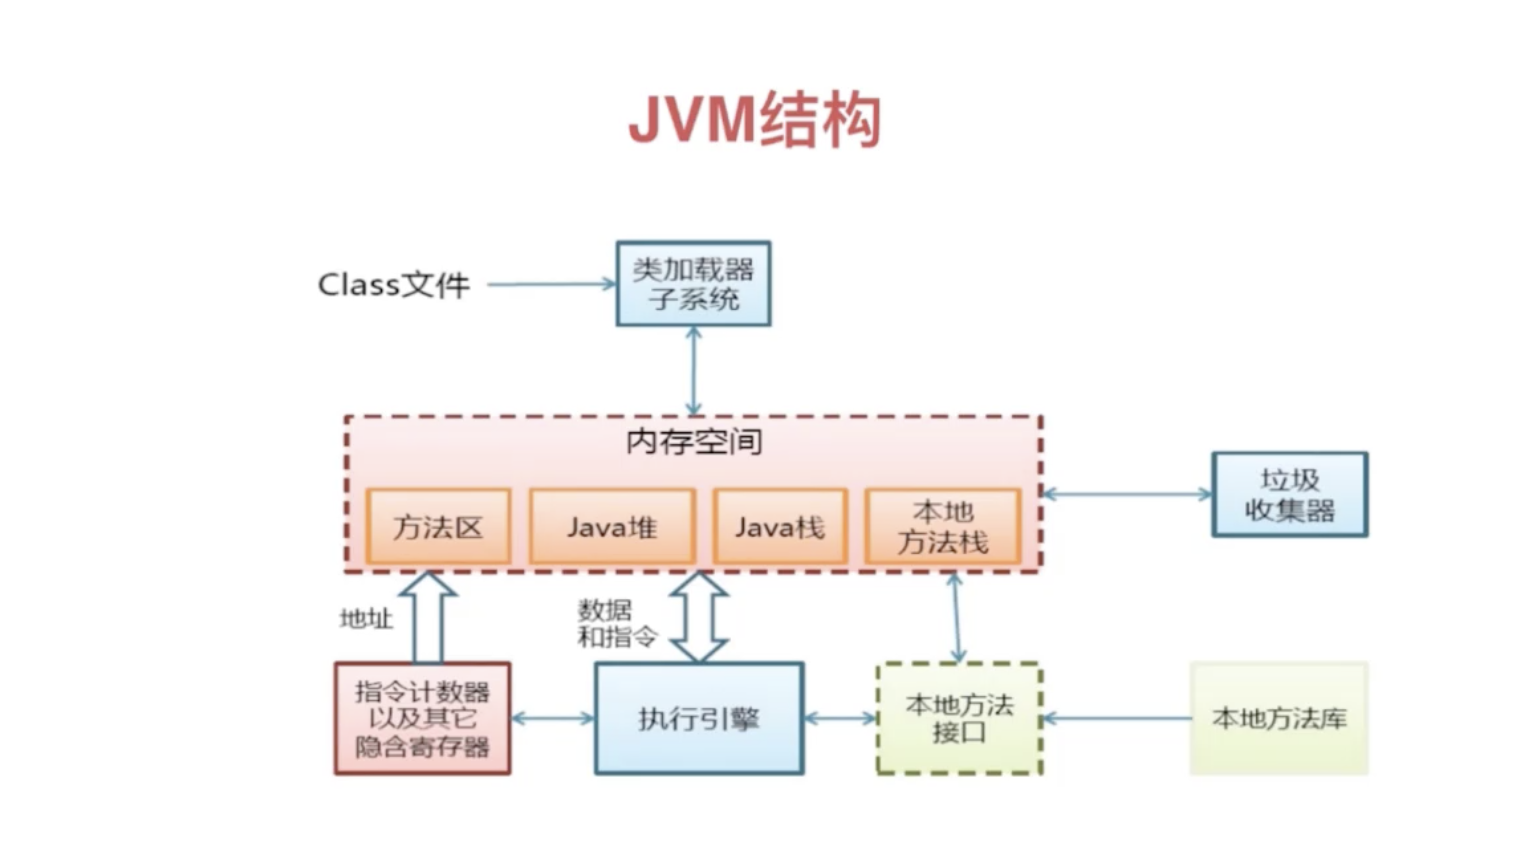 JVM结构
Class文件
类加载器
子系统
内存空间
方法区
Java堆
Java栈
本地
方法栈
垃圾
收集器
地址
数据
和指令
指令计数器
以及其它
隐含寄存器
执行引擎
本地方法
接口
本地方法库